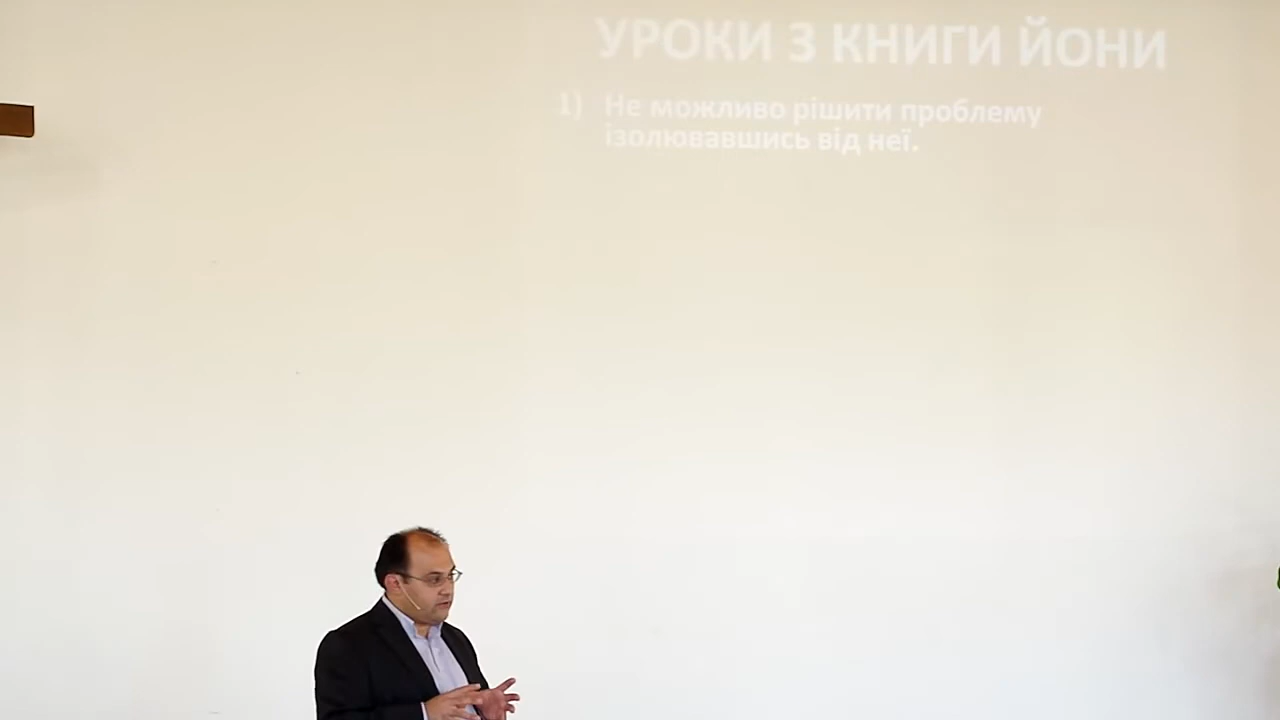 УРОКИ З КНИГИ ЙОНИ
1) Не можливо рішити проблему
ізолювавшись від неї.